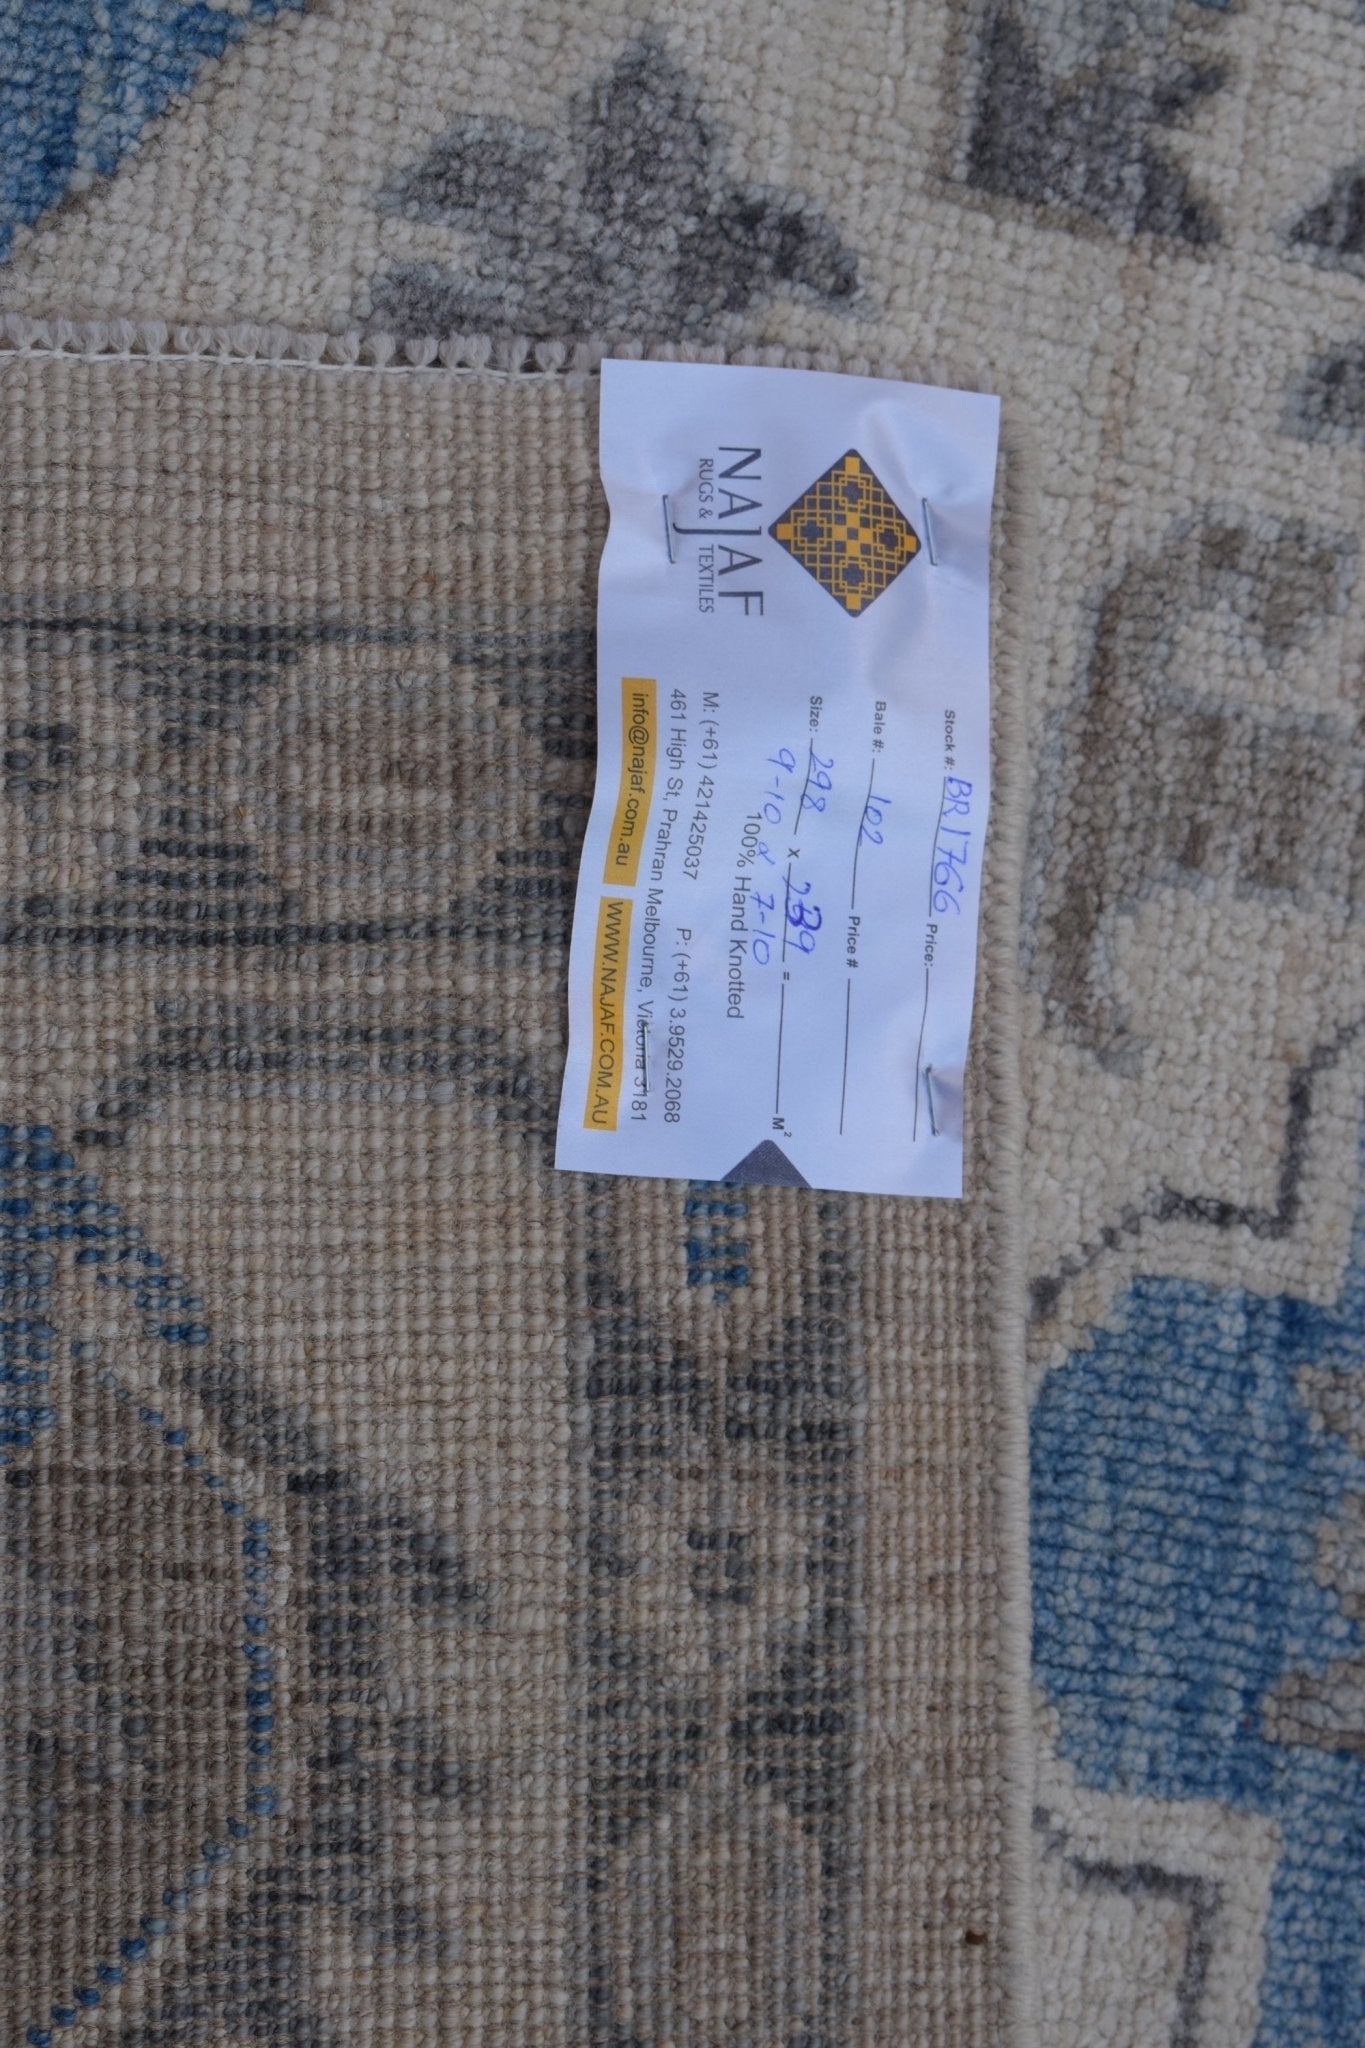 NAJAF
RUGS & TEXTILES
Stock #: BR1766 Price:
Bale #: 102 Price #
Size: 298 x 239 = M²
9-10 x 7-10
100% Hand Knotted
M: (+61) 421425037 P: (+61) 3.9529.2068
461 High St, Prahran Melbourne, Victoria 3181
info@najaf.com.au WWW.NAJAF.COM.AU